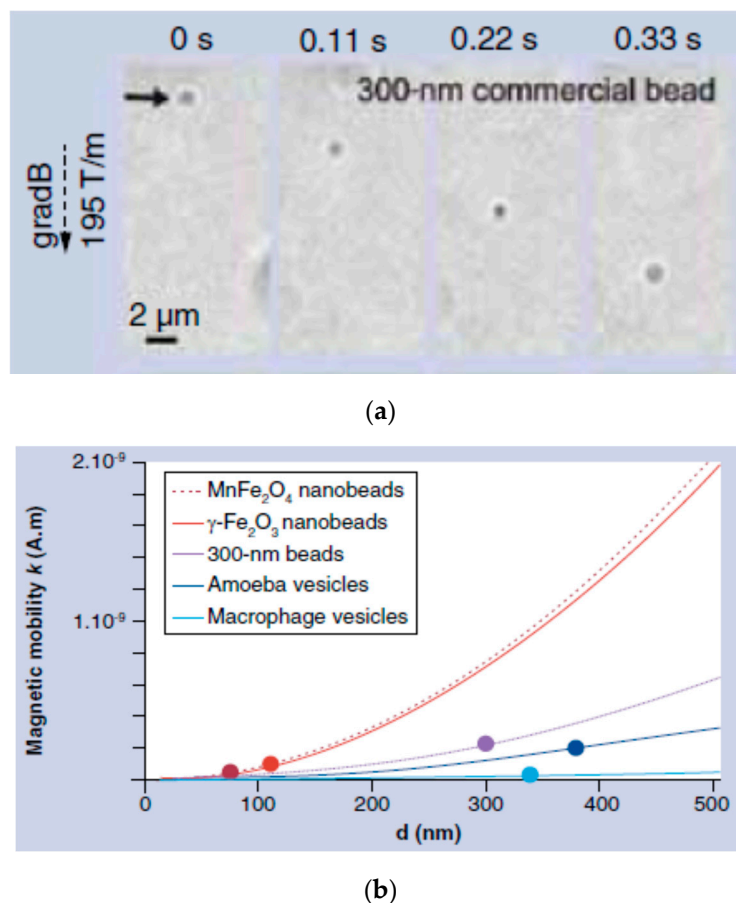 0 s 0.11 s 0.22 s 0.33 s
300-nm commercial bead
gradB
195 T/m
2 µm
(a)
2.10⁻⁹
1.10⁻⁹
0
Magnetic mobility k (A.m)
MnFe₂O₄ nanobeads
γ-Fe₂O₃ nanobeads
300-nm beads
Amoeba vesicles
Macrophage vesicles
0 100 200 300 400 500
d (nm)
(b)